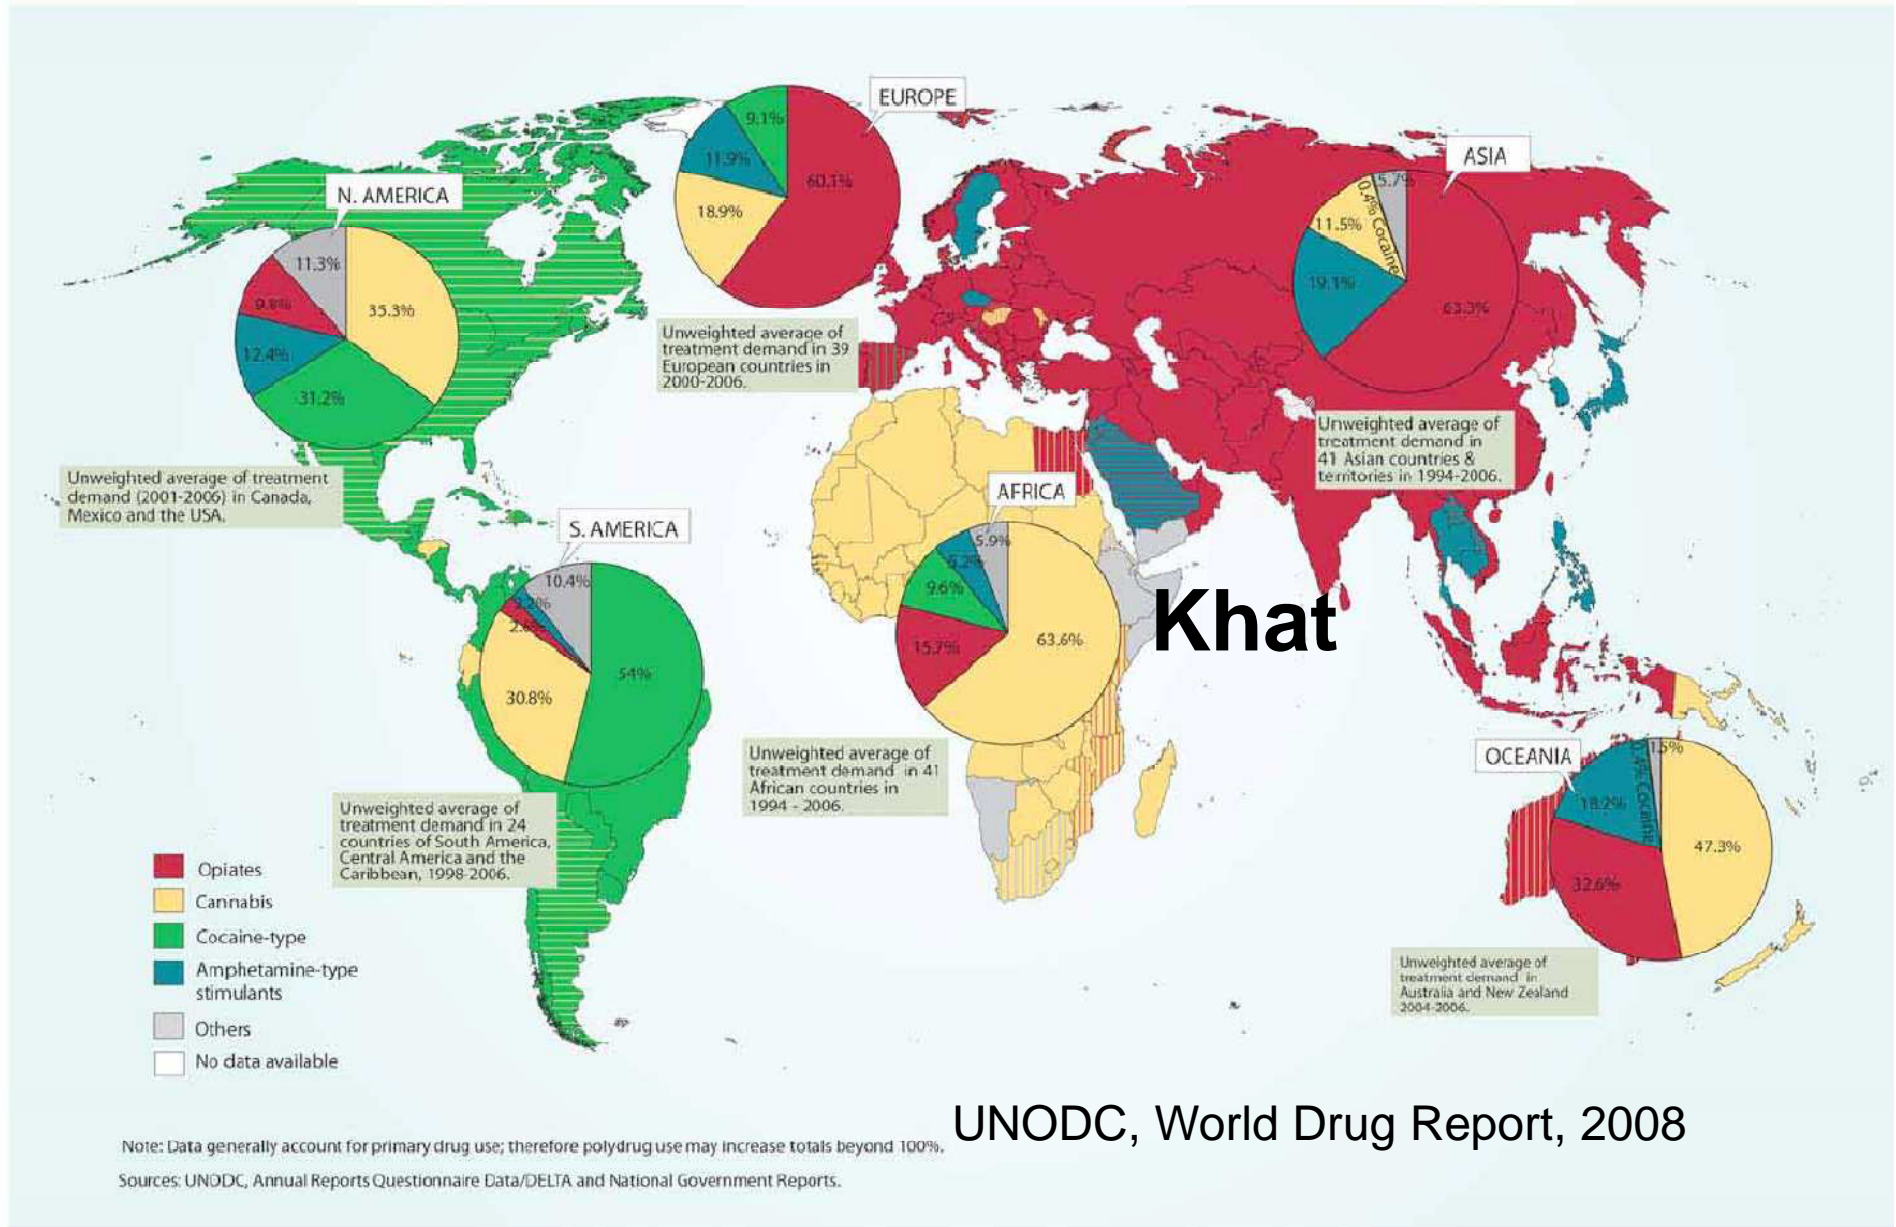 EUROPE
9.1%
11.9%
60.1%
18.9%
Unweighted average of
treatment demand in 39
European countries in
2000-2006.
ASIA
5.7%
0.4% Cocaine
11.5%
19.1%
63.3%
Unweighted average of
treatment demand in
41 Asian countries &
territories in 1994-2006.
N. AMERICA
11.3%
9.8%
35.3%
12.4%
31.2%
Unweighted average of treatment
demand (2001-2006) in Canada,
Mexico and the USA.
S. AMERICA
10.4%
54%
30.8%
Unweighted average of
treatment demand in 24
countries of South America,
Central America and the
Caribbean, 1998-2006.
AFRICA
5.9%
5.2%
9.6%
15.7%
63.6%
Unweighted average of
treatment demand in 41
African countries in
1994 - 2006.
Khat
OCEANIA
1.5%
Cocaine
18.2%
47.3%
32.6%
Unweighted average of
treatment demand in
Australia and New Zealand
2004-2006.
Opiates
Cannabis
Cocaine-type
Amphetamine-type
stimulants
Others
No data available
UNODC, World Drug Report, 2008
Note: Data generally account for primary drug use; therefore polydrug use may increase totals beyond 100%.
Sources: UNODC, Annual Reports Questionnaire Data/DELTA and National Government Reports.